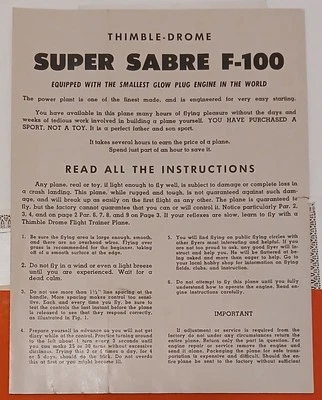 THIMBLE-DROME
SUPER SABRE F-100
EQUIPPED WITH THE SMALLEST GLOW PLUG ENGINE IN THE WORLD
The power plant is one of the finest made, and is engineered for very easy starting.
You have available in this plane many hours of flying pleasure without the days and
weeks of tedious work involved in building a plane yourself. YOU HAVE PURCHASED A
SPORT, NOT A TOY. It is a perfect father and son sport.
It takes several hours to earn the price of a plane.
Spend just part of an hour to save it.
READ ALL THE INSTRUCTIONS
Any plane, real or toy, if light enough to fly well, is subject to damage or complete loss in
a crash landing. This plane, while rugged and tough, is not guaranteed against such dam-
age, and will break up as easily on the first flight as any other. The plane is guaranteed to
fly, but the factory cannot guarantee that you can or will control it. Notice particularly Par. 2,
3, 4, and on page 2 Par. 6, 7, 8, and 9 on Page 3. If your reflexes are slow, learn to fly with a
Thimble Drome Flight Trainer Plane.
1. Be sure the flying area is large enough, smooth,
and there are no overhead wires. Flying over
grass is recommended for the beginner, taking
off of a smooth surface at the edge.
2. Do not fly in a wind or even a light breeze
until you are experienced. Wait for a
dead calm.
3. Do not use more than 1½" line spacing at the
handle. More spacing makes control too sensi-
tive. Each and every time you fly, be sure to
test the controls the last instant before the plane
is released to see that they respond correctly,
as illustrated in Fig. 1.
4. Prepare yourself in advance so you will not get
dizzy while at the control. Practice turning around
to the left about 1 turn every 5 seconds until
you can make 25 or 30 turns without excessive
dizziness. Trying this 3 or 4 times a day, for 4
or 5 days, should do the trick. Do not overdo
this at first or you might become ill.
5. You will find flying on public flying circle with
other flyers most interesting and helpful. If you
are not too proud to ask, any good flyer will in-
struct and help you. He will be flattered at be-
ing asked and more than eager to help. Go to
your local hobby shop for information on flying
fields, clubs, and instruction.
6. Do not attempt to fly this plane until you fully
understand how to operate the engine. Read en-
gine instructions carefully.
IMPORTANT
If adjustment or service is required from the
factory do not under any circumstances return the
entire plane. Return only the part in question. For
engine repair or service remove the engine and
send it alone. Packaging the plane for safe trans-
portation is expensive and difficult. Should the en-
tire plane be sent to the factory without sufficient